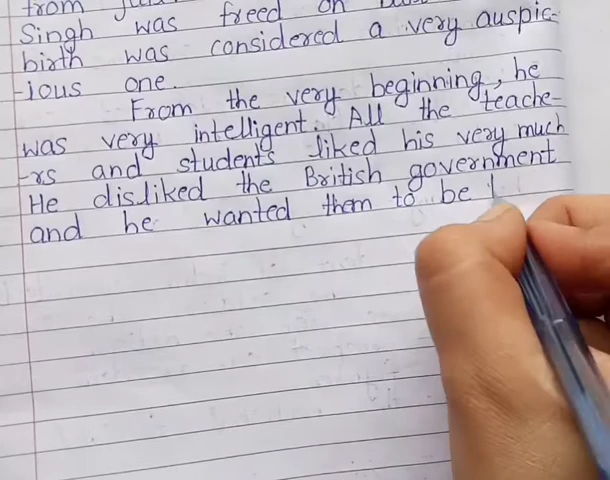 from
Singh was freed on
birth was considered a very auspic-
-ious one.
From the very beginning, he
was very intelligent. All the teache-
-rs and students liked his very much
He disliked the British government
and he wanted them to be